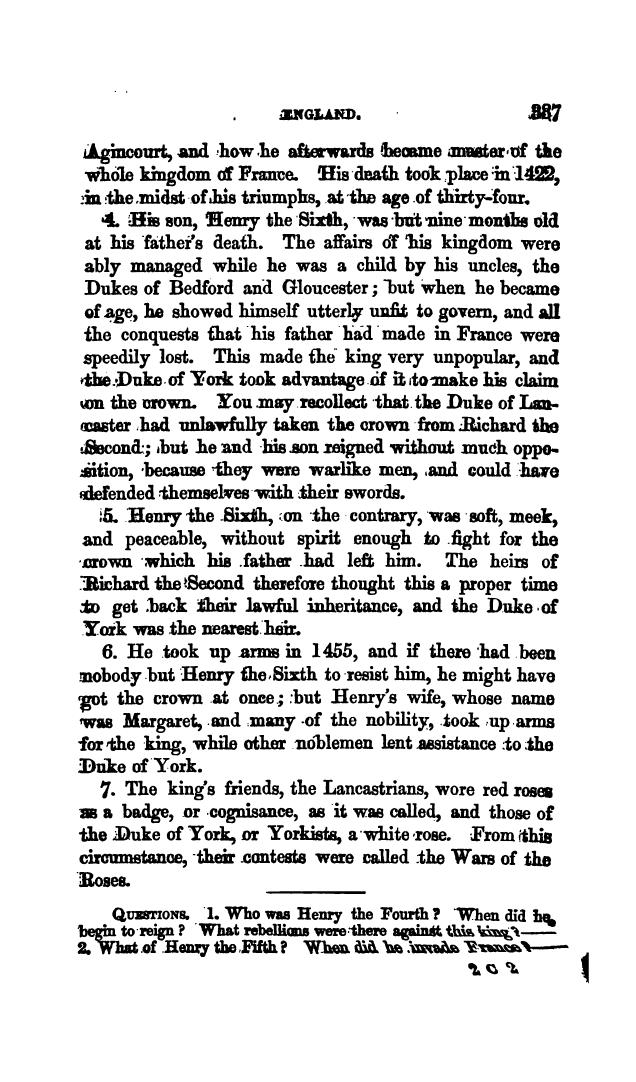 ENGLAND. 337
Agincourt, and how he afterwards became master of the
whole kingdom of France. His death took place in 1422,
in the midst of his triumphs, at the age of thirty-four.
4. His son, Henry the Sixth, was but nine months old
at his father's death. The affairs of his kingdom were
ably managed while he was a child by his uncles, the
Dukes of Bedford and Gloucester; but when he became
of age, he showed himself utterly unfit to govern, and all
the conquests that his father had made in France were
speedily lost. This made the king very unpopular, and
the Duke of York took advantage of it to make his claim
on the crown. You may recollect that the Duke of Lan-
caster had unlawfully taken the crown from Richard the
Second; but he and his son reigned without much oppo-
sition, because they were warlike men, and could have
defended themselves with their swords.
5. Henry the Sixth, on the contrary, was soft, meek,
and peaceable, without spirit enough to fight for the
crown which his father had left him. The heirs of
Richard the Second therefore thought this a proper time
to get back their lawful inheritance, and the Duke of
York was the nearest heir.
6. He took up arms in 1455, and if there had been
nobody but Henry the Sixth to resist him, he might have
got the crown at once; but Henry's wife, whose name
was Margaret, and many of the nobility, took up arms
for the king, while other noblemen lent assistance to the
Duke of York.
7. The king's friends, the Lancastrians, wore red roses
as a badge, or cognisance, as it was called, and those of
the Duke of York, or Yorkists, a white rose. From this
circumstance, their contests were called the Wars of the
Roses.
QUESTIONS. 1. Who was Henry the Fourth? When did he
begin to reign? What rebellions were there against this king?—
2. What of Henry the Fifth? When did he invade France?—
2 C 2